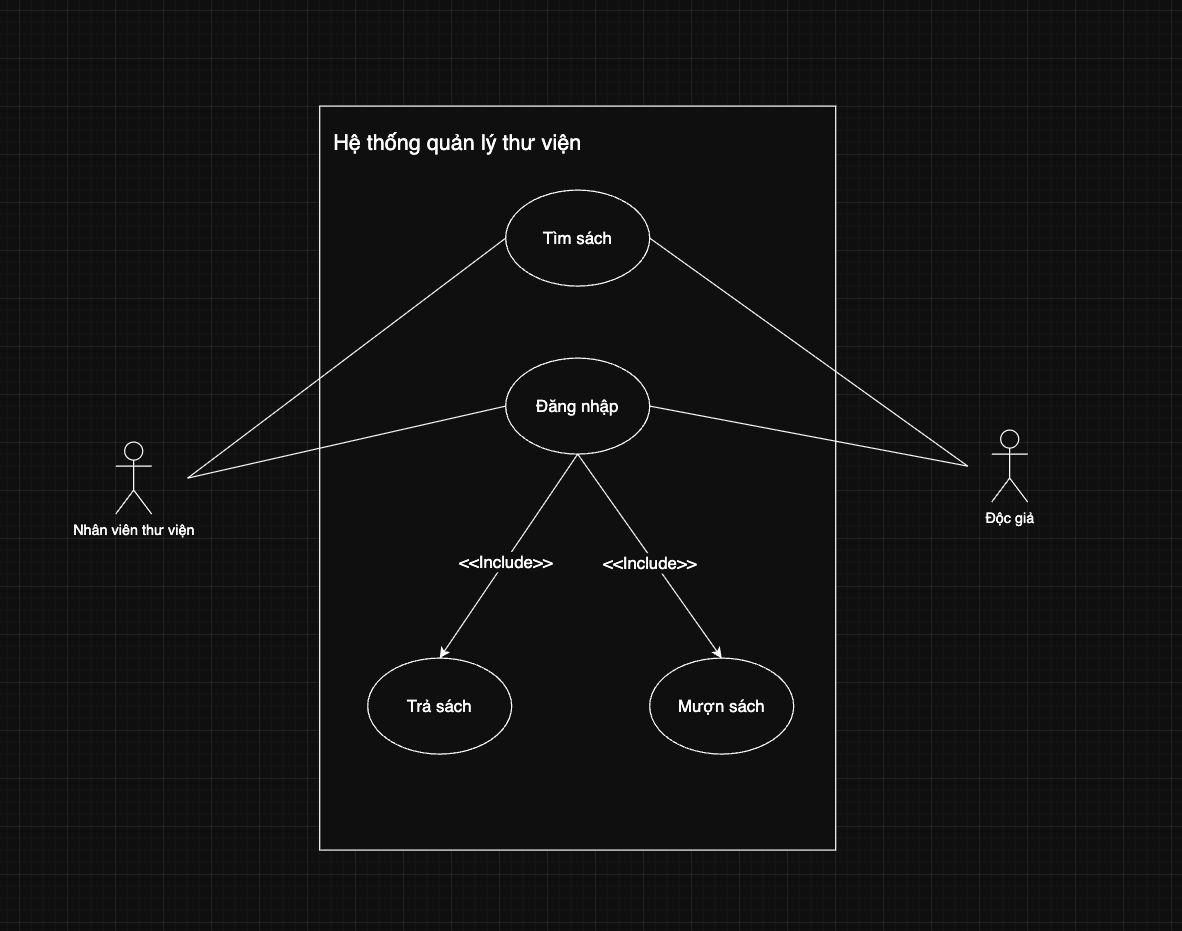 Hệ thống quản lý thư viện
Tìm sách
Đăng nhập
Nhân viên thư viện
Độc giả
<<Include>>
<<Include>>
Trả sách
Mượn sách